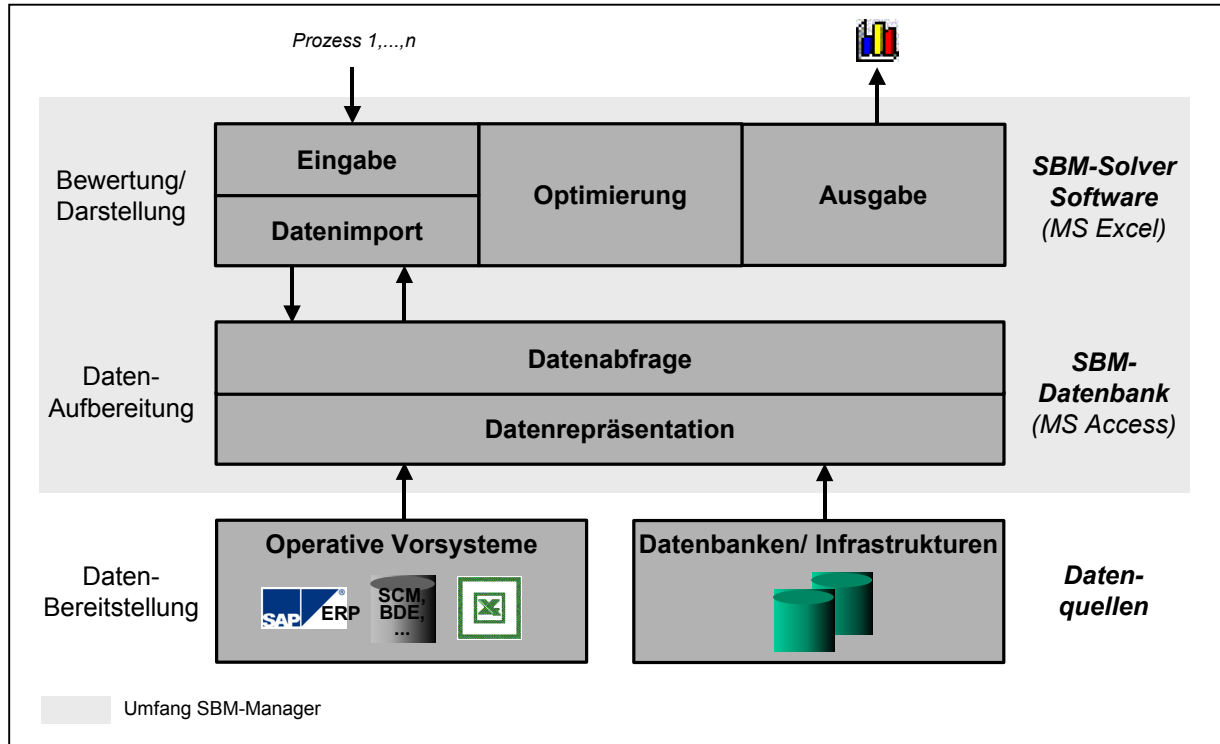 Prozess 1,...,n
Bewertung/
Darstellung
Eingabe
Datenimport
Optimierung
Ausgabe
SBM-Solver
Software
(MS Excel)
Daten-
Aufbereitung
Datenabfrage
Datenrepräsentation
SBM-
Datenbank
(MS Access)
Daten-
Bereitstellung
Operative Vorsysteme
SAP ® ERP
SCM,
BDE,
...
X
Datenbanken/ Infrastrukturen
Daten-
quellen
Umfang SBM-Manager